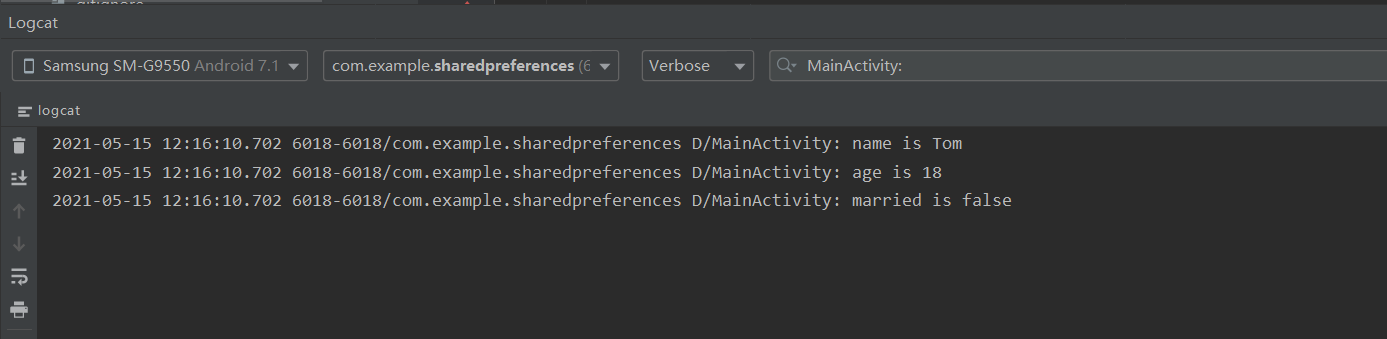 .gitignore
Logcat
Samsung SM-G9550 Android 7.1
com.example.sharedpreferences (6
Verbose
MainActivity:
logcat
2021-05-15 12:16:10.702 6018-6018/com.example.sharedpreferences D/MainActivity: name is Tom
2021-05-15 12:16:10.702 6018-6018/com.example.sharedpreferences D/MainActivity: age is 18
2021-05-15 12:16:10.702 6018-6018/com.example.sharedpreferences D/MainActivity: married is false